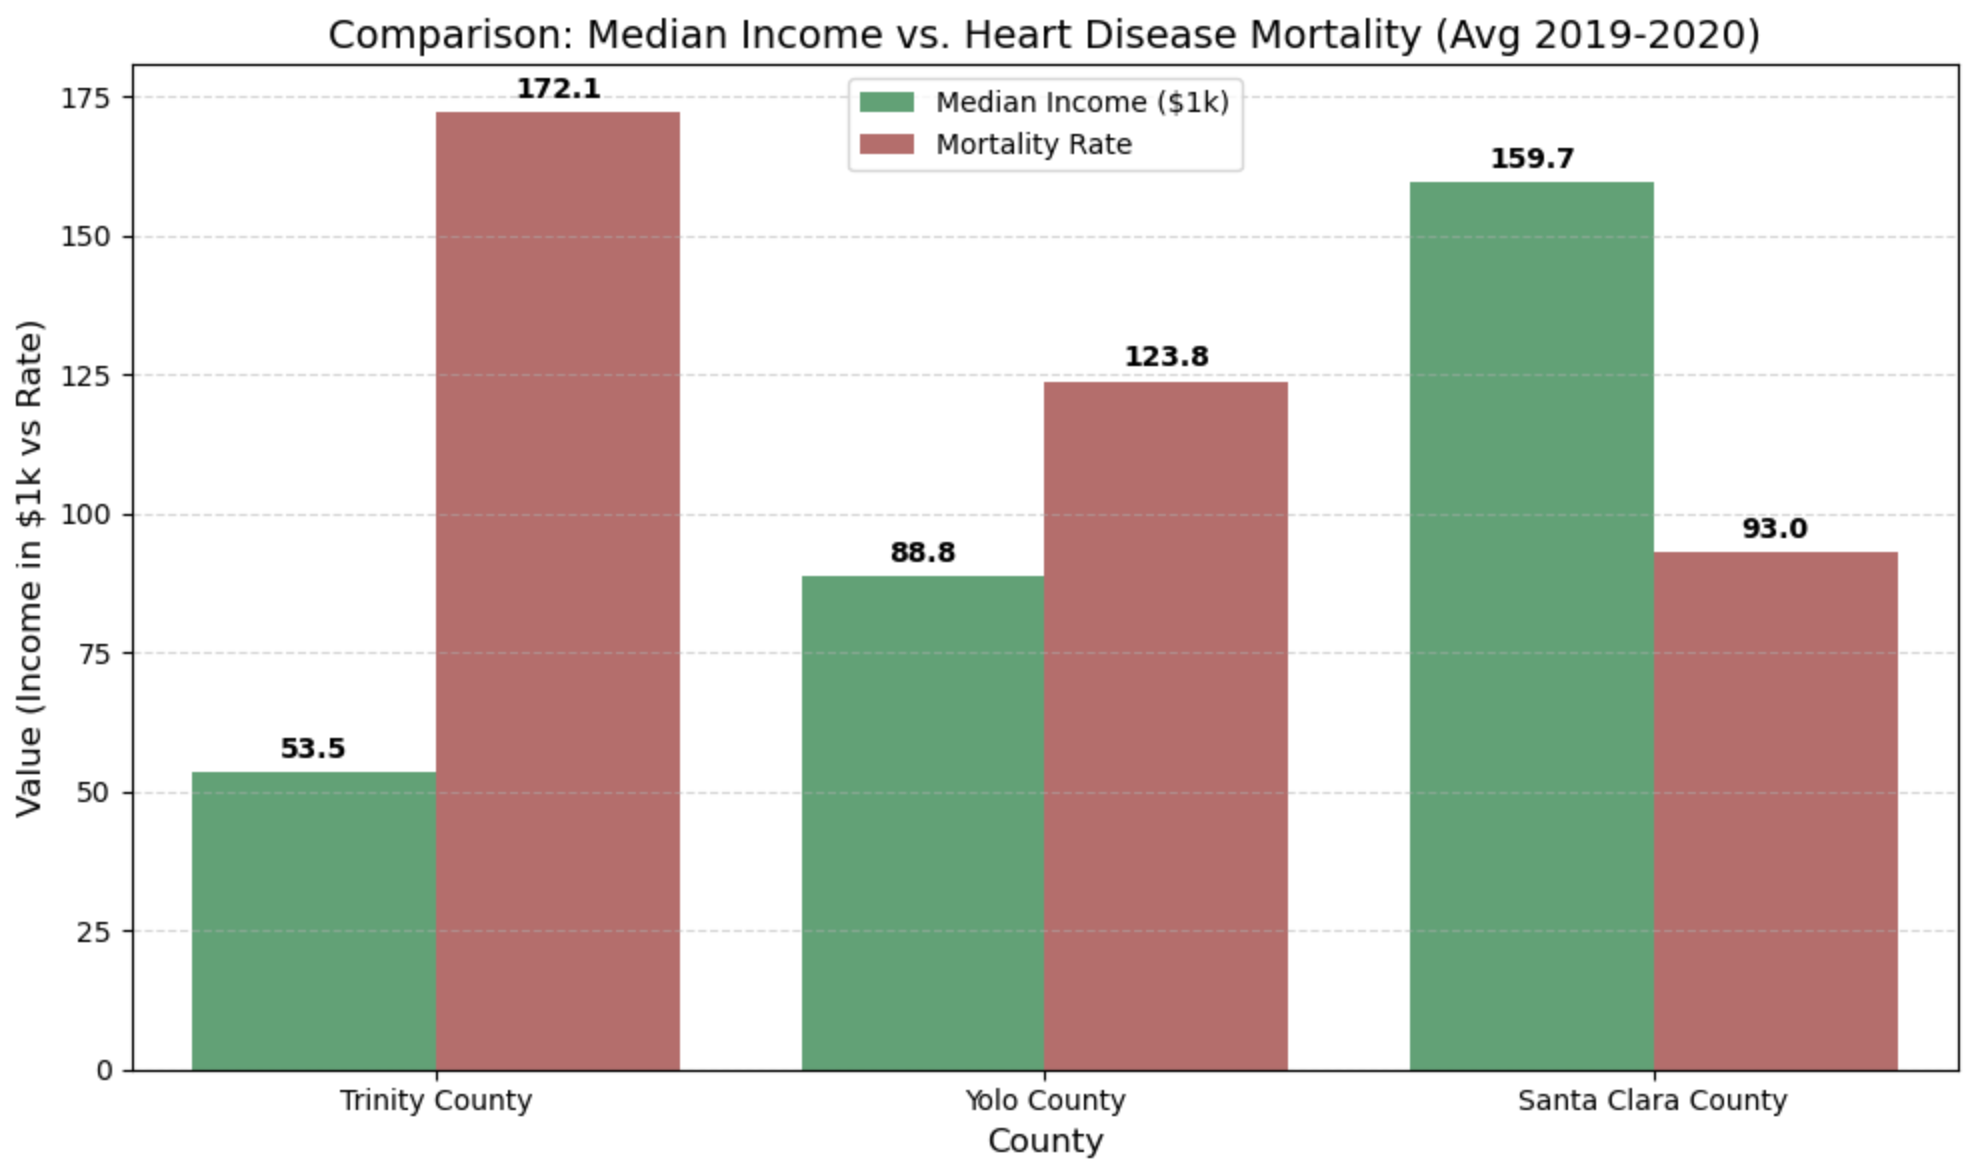 Comparison: Median Income vs. Heart Disease Mortality (Avg 2019-2020)
Median Income ($1k)
Mortality Rate
Value (Income in $1k vs Rate)
175
150
125
100
75
50
25
0
53.5
172.1
88.8
123.8
159.7
93.0
Trinity County
Yolo County
Santa Clara County
County